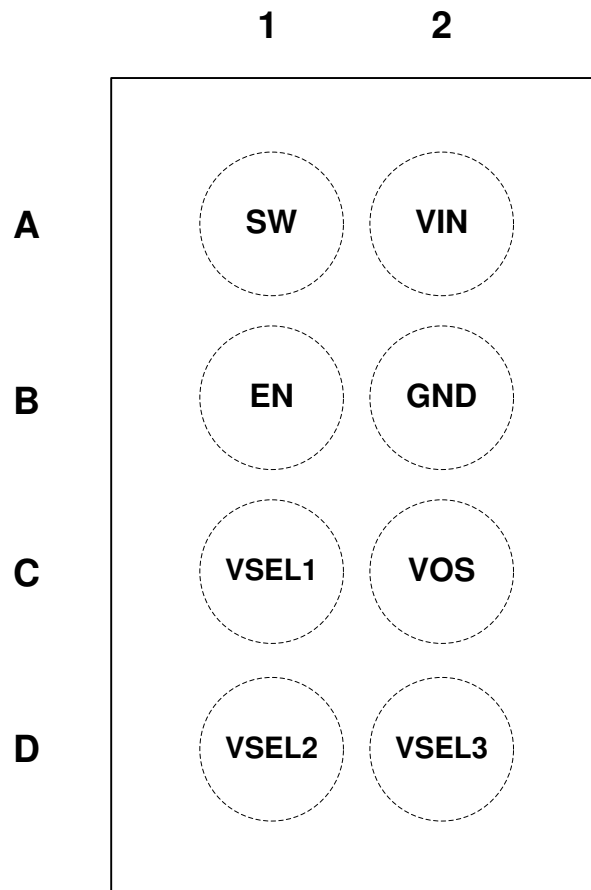 1 2
A SW VIN
B EN GND
C VSEL1 VOS
D VSEL2 VSEL3